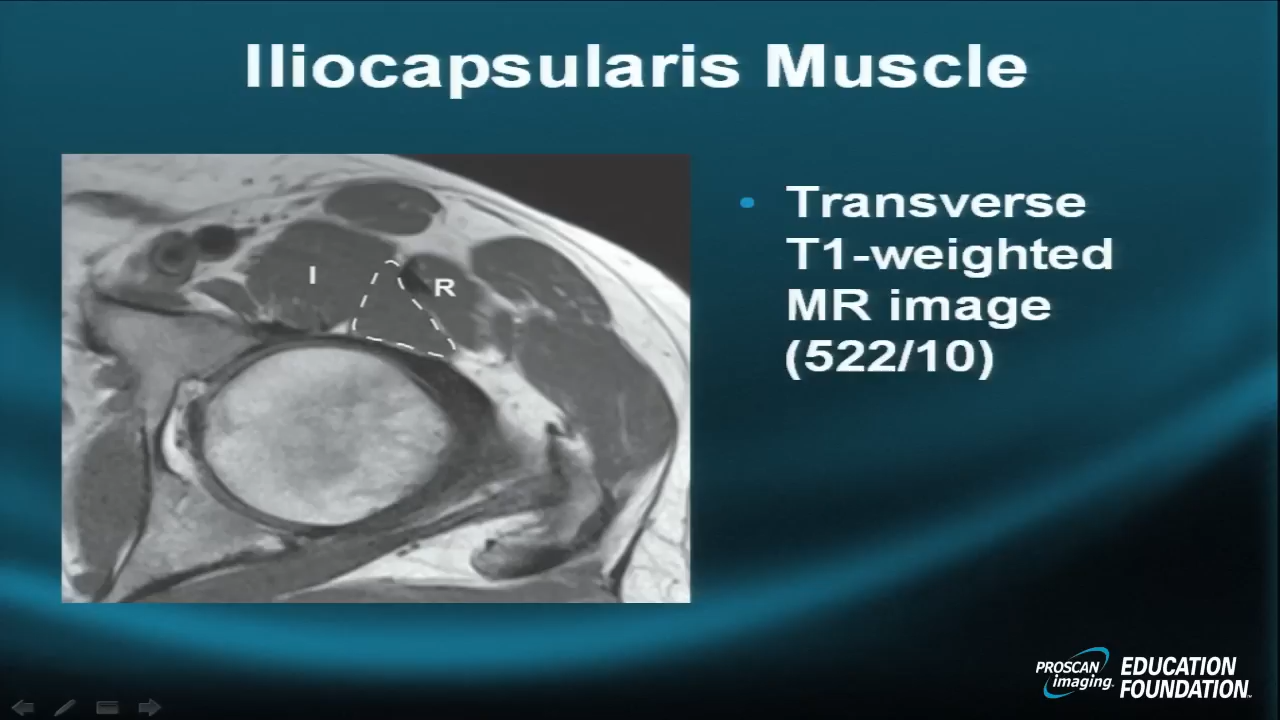 Iliocapsularis Muscle
I
R
• Transverse
T1-weighted
MR image
(522/10)
PROSCAN
imaging
EDUCATION
FOUNDATION